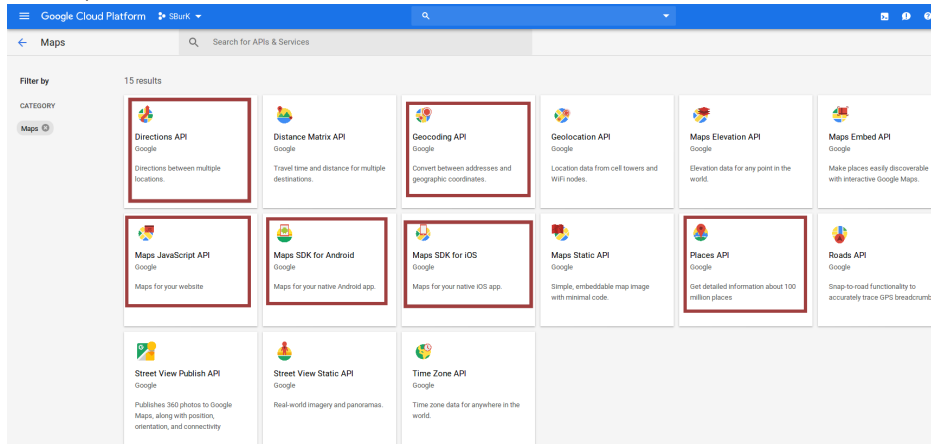 Google Cloud Platform SBurK
Maps Search for APIs & Services
Filter by
CATEGORY
Maps
15 results
Directions API
Google
Directions between multiple
locations.
Distance Matrix API
Google
Travel time and distance for multiple
destinations.
Geocoding API
Google
Convert between addresses and
geographic coordinates.
Geolocation API
Google
Location data from cell towers and
WiFi nodes.
Maps Elevation API
Google
Elevation data for any point in the
world.
Maps Embed API
Google
Make places easily discoverable
with interactive Google Maps.
Maps JavaScript API
Google
Maps for your website
Maps SDK for Android
Google
Maps for your native Android app.
Maps SDK for iOS
Google
Maps for your native iOS app.
Maps Static API
Google
Simple, embeddable map image
with minimal code.
Places API
Google
Get detailed information about 100
million places
Roads API
Google
Snap-to-road functionality to
accurately trace GPS breadcrumb
Street View Publish API
Google
Publishes 360 photos to Google
Maps, along with position,
orientation, and connectivity
Street View Static API
Google
Real-world imagery and panoramas.
Time Zone API
Google
Time zone data for anywhere in the
world.